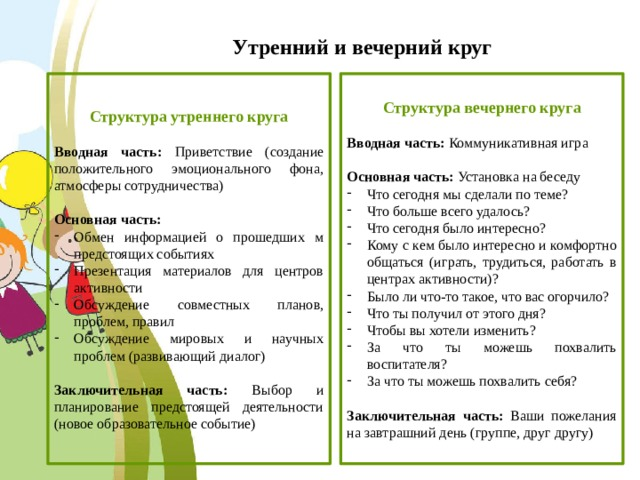 Утренний и вечерний круг
Структура утреннего круга
Вводная часть: Приветствие (создание
положительного эмоционального фона,
атмосферы сотрудничества)
Основная часть:
- Обмен информацией о прошедших м
предстоящих событиях
- Презентация материалов для центров
активности
- Обсуждение совместных планов,
проблем, правил
- Обсуждение мировых и научных
проблем (развивающий диалог)
Заключительная часть: Выбор и
планирование предстоящей деятельности
(новое образовательное событие)
Структура вечернего круга
Вводная часть: Коммуникативная игра
Основная часть: Установка на беседу
- Что сегодня мы сделали по теме?
- Что больше всего удалось?
- Что сегодня было интересно?
- Кому с кем было интересно и комфортно
общаться (играть, трудиться, работать в
центрах активности)?
- Было ли что-то такое, что вас огорчило?
- Что ты получил от этого дня?
- Чтобы вы хотели изменить?
- За что ты можешь похвалить
воспитателя?
- За что ты можешь похвалить себя?
Заключительная часть: Ваши пожелания
на завтрашний день (группе, друг другу)